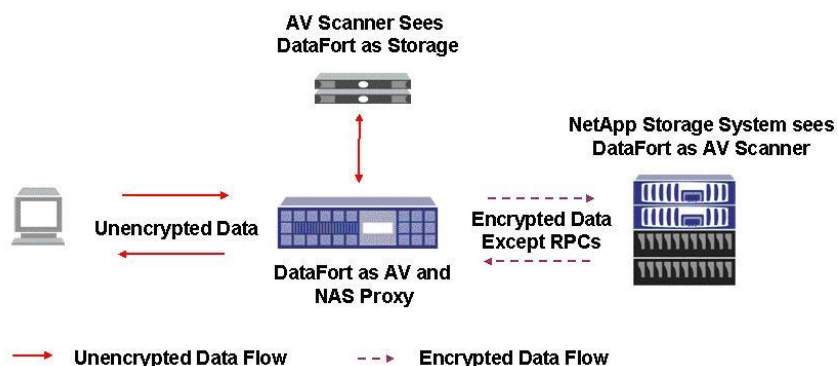 AV Scanner Sees
DataFort as Storage
NetApp Storage System sees
DataFort as AV Scanner
Unencrypted Data
Encrypted Data
Except RPCs
DataFort as AV and
NAS Proxy
Unencrypted Data Flow
Encrypted Data Flow